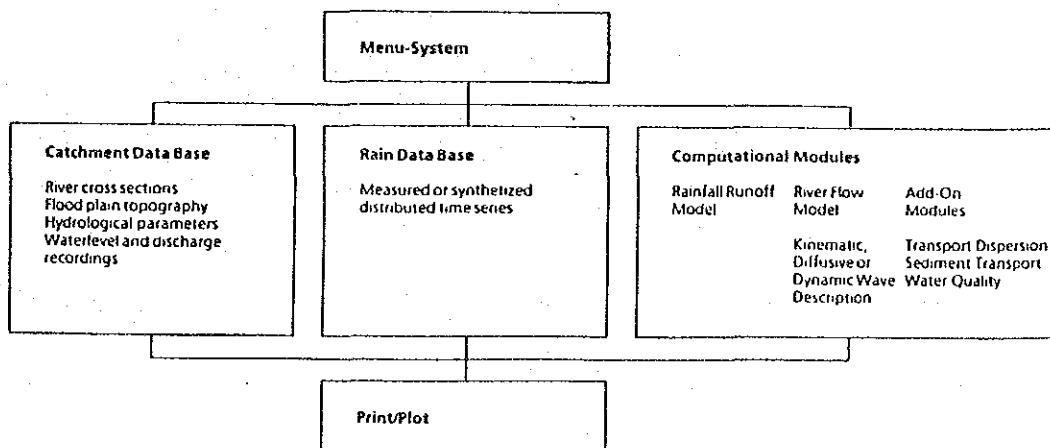 Menu-System
Catchment Data Base
River cross sections
Flood plain topography
Hydrological parameters
Waterlevel and discharge
recordings
Rain Data Base
Measured or synthetized
distributed time series
Computational Modules
Rainfall Runoff
Model
River Flow
Model
Kinematic,
Diffusive or
Dynamic Wave
Description
Add-On
Modules
Transport Dispersion
Sediment Transport
Water Quality
Print/Plot